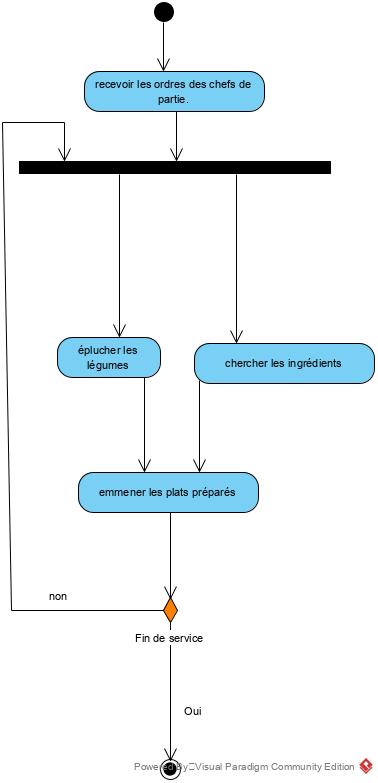 recevoir les ordres des chefs de
partie.
éplucher les
légumes
chercher les ingrédients
emmener les plats préparés
non
Fin de service
Oui
Powered By Visual Paradigm Community Edition